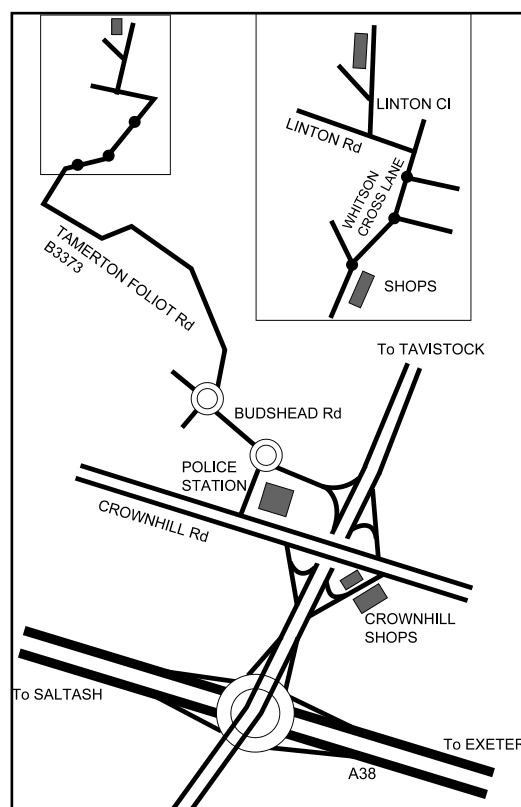 LINTON Cl
LINTON Rd
WHITSON
CROSS LANE
SHOPS
TAMERTON FOLIOT Rd
B3373
To TAVISTOCK
BUDSHEAD Rd
POLICE
STATION
CROWNHILL Rd
CROWNHILL
SHOPS
To SALTASH
To EXETER
A38